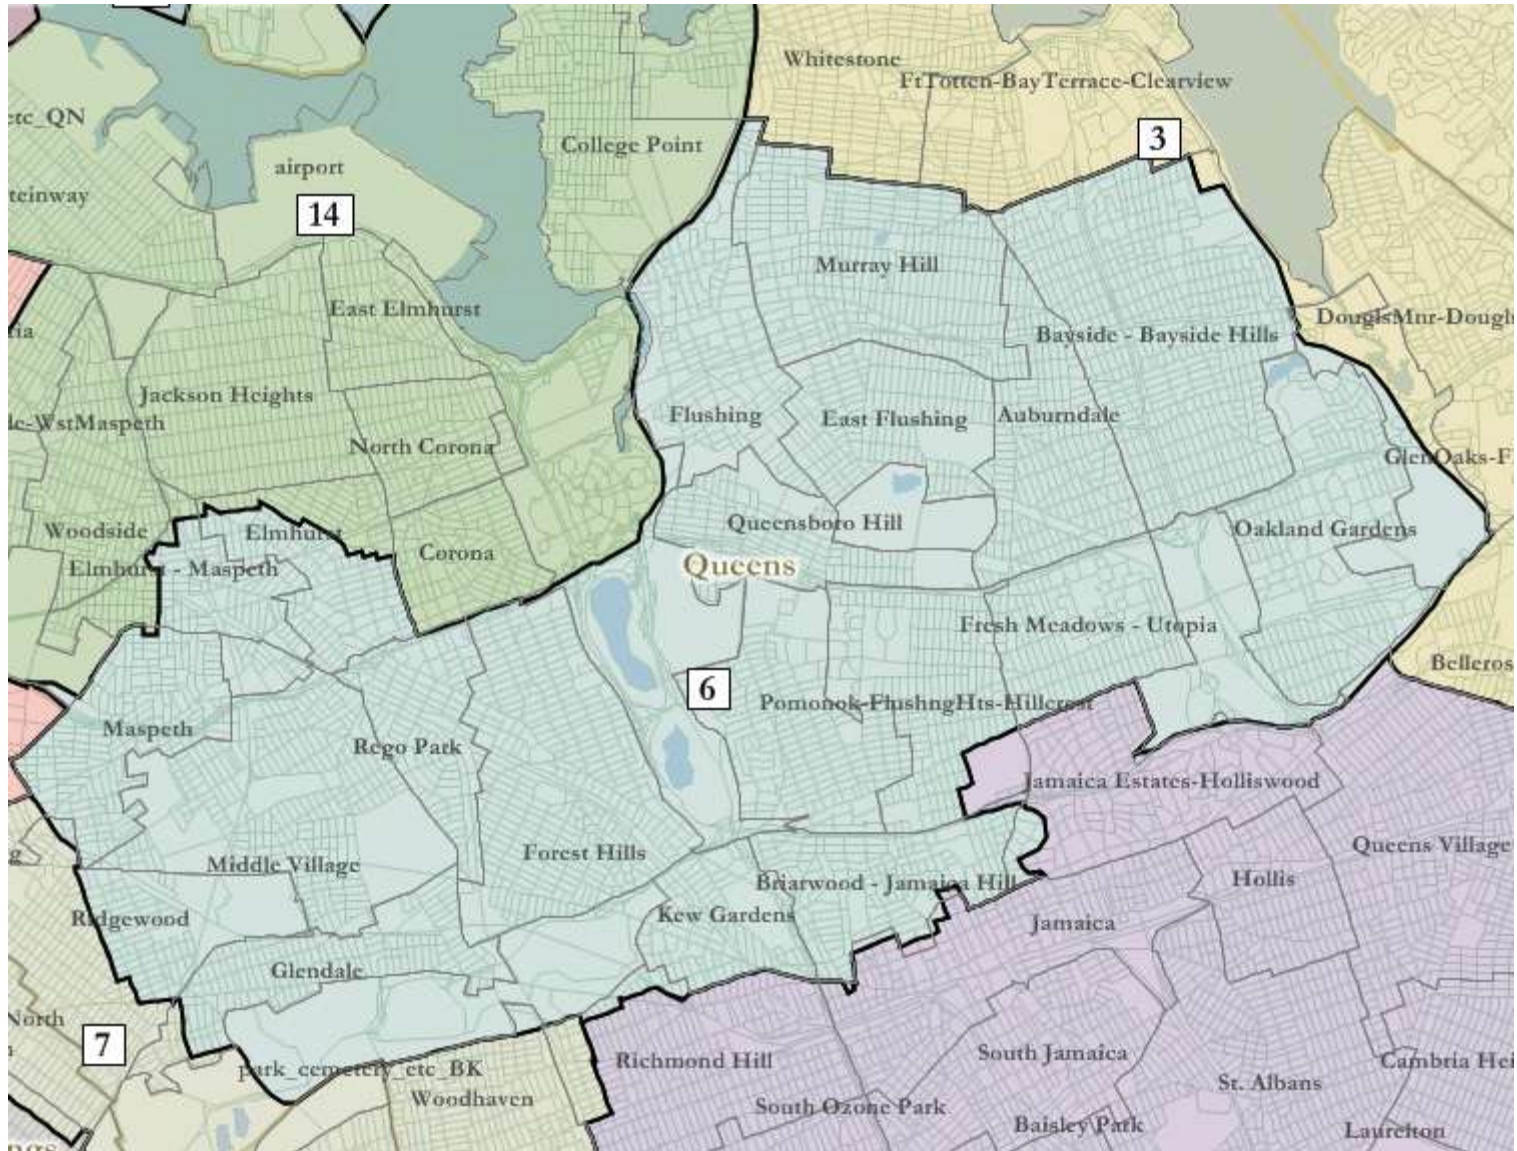 Whitestone
FtTotten-BayTerrace-Clearview
etc_QN
3
College Point
airport
teinway
14
Murray Hill
East Elmhurst
DouglsMnr-Dougls
ria
Bayside - Bayside Hills
Jackson Heights
Flushing
East Flushing
Auburndale
le-WstMaspeth
North Corona
GlenOaks-Fl
Queensboro Hill
Oakland Gardens
Woodside
Elmhurst
Corona
Queens
Elmhurst - Maspeth
Fresh Meadows - Utopia
Belleros
6
Pomonok-FlushngHts-Hillcrest
Maspeth
Rego Park
Jamaica Estates-Holliswood
Queens Village
g
Forest Hills
Middle Village
Hollis
Briarwood - Jamaica Hill
Ridgewood
Kew Gardens
Jamaica
Glendale
North
7
South Jamaica
Richmond Hill
Cambria Hei
park_cemetery_etc_BK
St. Albans
Woodhaven
South Ozone Park
Baisley Park
Laurelton
ngs